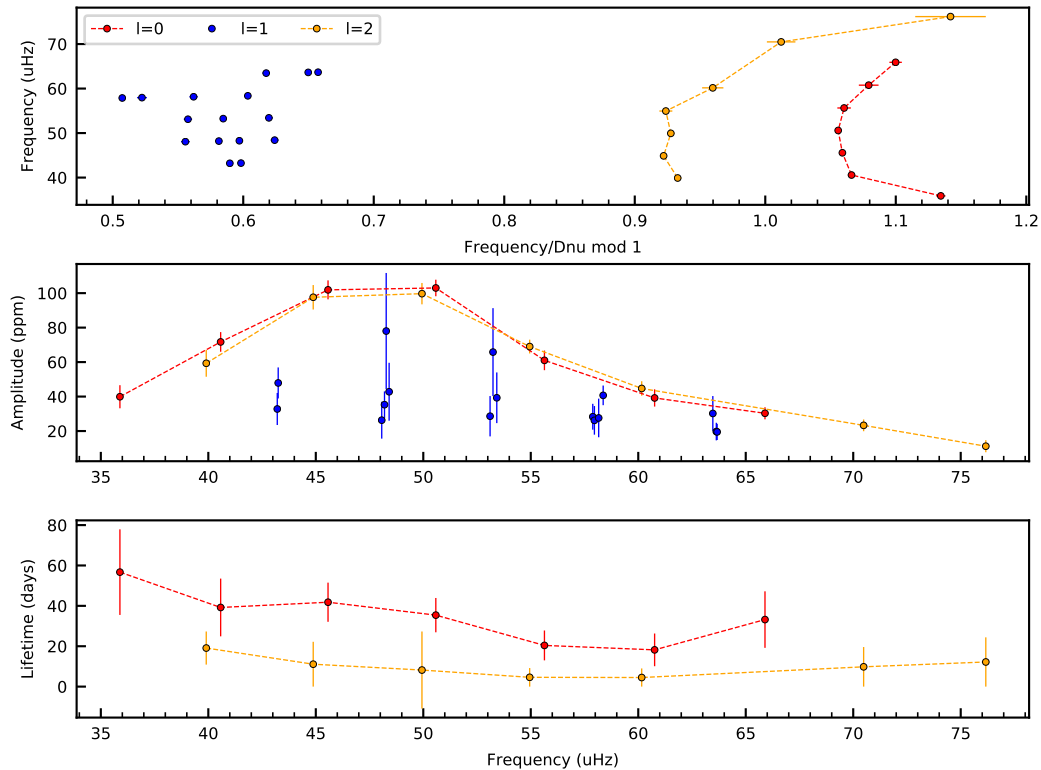 l=0 l=1 l=2
Frequency (uHz)
70
60
50
40
0.5 0.6 0.7 0.8 0.9 1.0 1.1 1.2
Frequency/Dnu mod 1
Amplitude (ppm)
100
80
60
40
20
35 40 45 50 55 60 65 70 75
Lifetime (days)
80
60
40
20
0
35 40 45 50 55 60 65 70 75
Frequency (uHz)